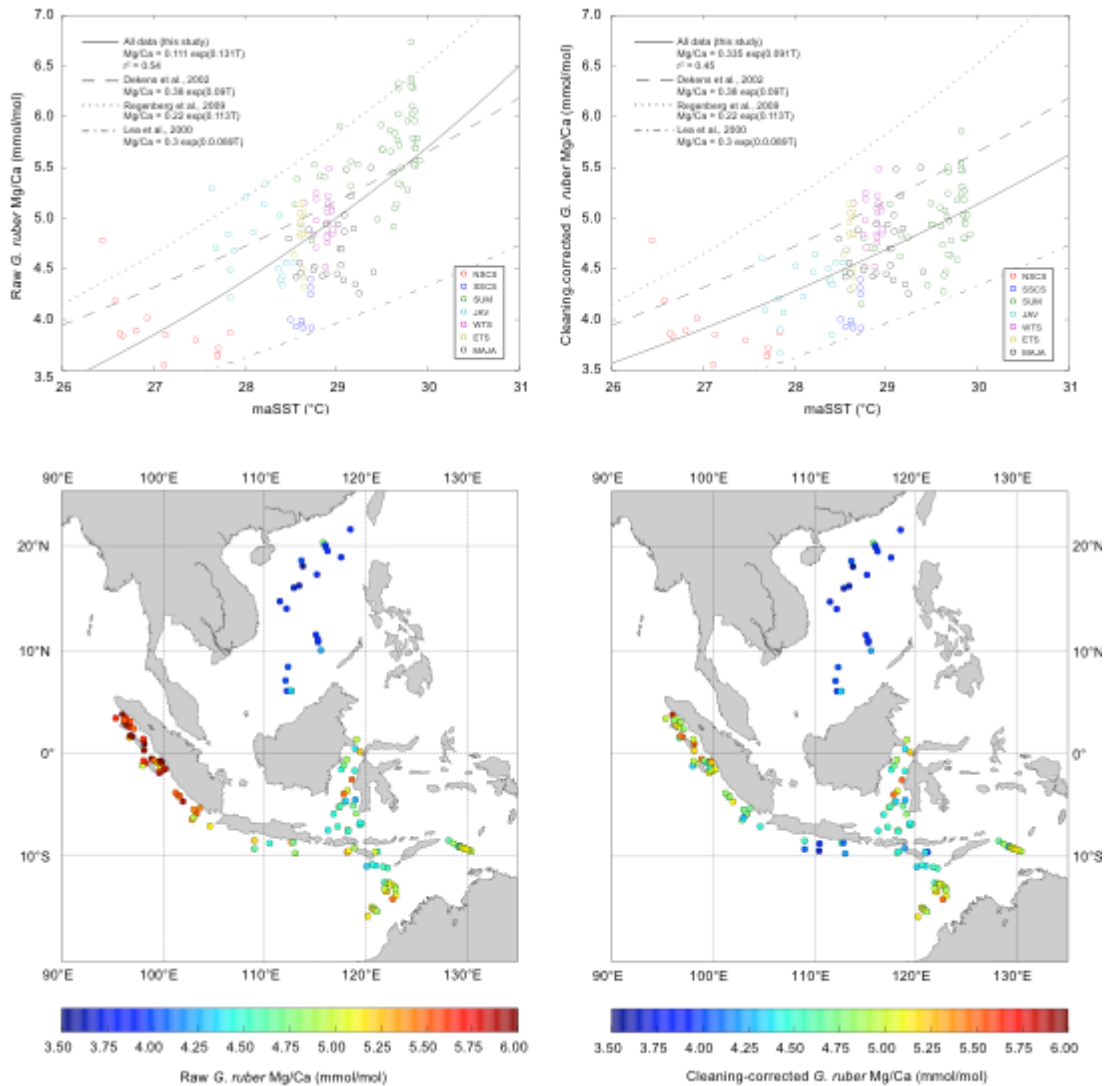 7.0
6.5
6.0
5.5
5.0
4.5
4.0
3.5
Raw G. ruber Mg/Ca (mmol/mol)
All data (this study)
Mg/Ca = 0.111 exp(0.131T)
r² = 0.54
Dekens et al., 2002
Mg/Ca = 0.38 exp(0.09T)
Regenberg et al., 2009
Mg/Ca = 0.22 exp(0.113T)
Lea et al., 2000
Mg/Ca = 0.3 exp(0.0.089T)
NSCS
SSCS
SUM
JAV
WTS
ETS
MAJA
26 27 28 29 30 31
maSST (°C)
7.0
6.5
6.0
5.5
5.0
4.5
4.0
3.5
Cleaning-corrected G. ruber Mg/Ca (mmol/mol)
All data (this study)
Mg/Ca = 0.335 exp(0.091T)
r² = 0.45
Dekens et al., 2002
Mg/Ca = 0.38 exp(0.09T)
Regenberg et al., 2009
Mg/Ca = 0.22 exp(0.113T)
Lea et al., 2000
Mg/Ca = 0.3 exp(0.0.089T)
NSCS
SSCS
SUM
JAV
WTS
ETS
MAJA
26 27 28 29 30 31
maSST (°C)
90°E 100°E 110°E 120°E 130°E
20°N
10°N
0°
10°S
90°E 100°E 110°E 120°E 130°E
3.50 3.75 4.00 4.25 4.50 4.75 5.00 5.25 5.50 5.75 6.00
Raw G. ruber Mg/Ca (mmol/mol)
90°E 100°E 110°E 120°E 130°E
20°N
10°N
0°
10°S
90°E 100°E 110°E 120°E 130°E
3.50 3.75 4.00 4.25 4.50 4.75 5.00 5.25 5.50 5.75 6.00
Cleaning-corrected G. ruber Mg/Ca (mmol/mol)